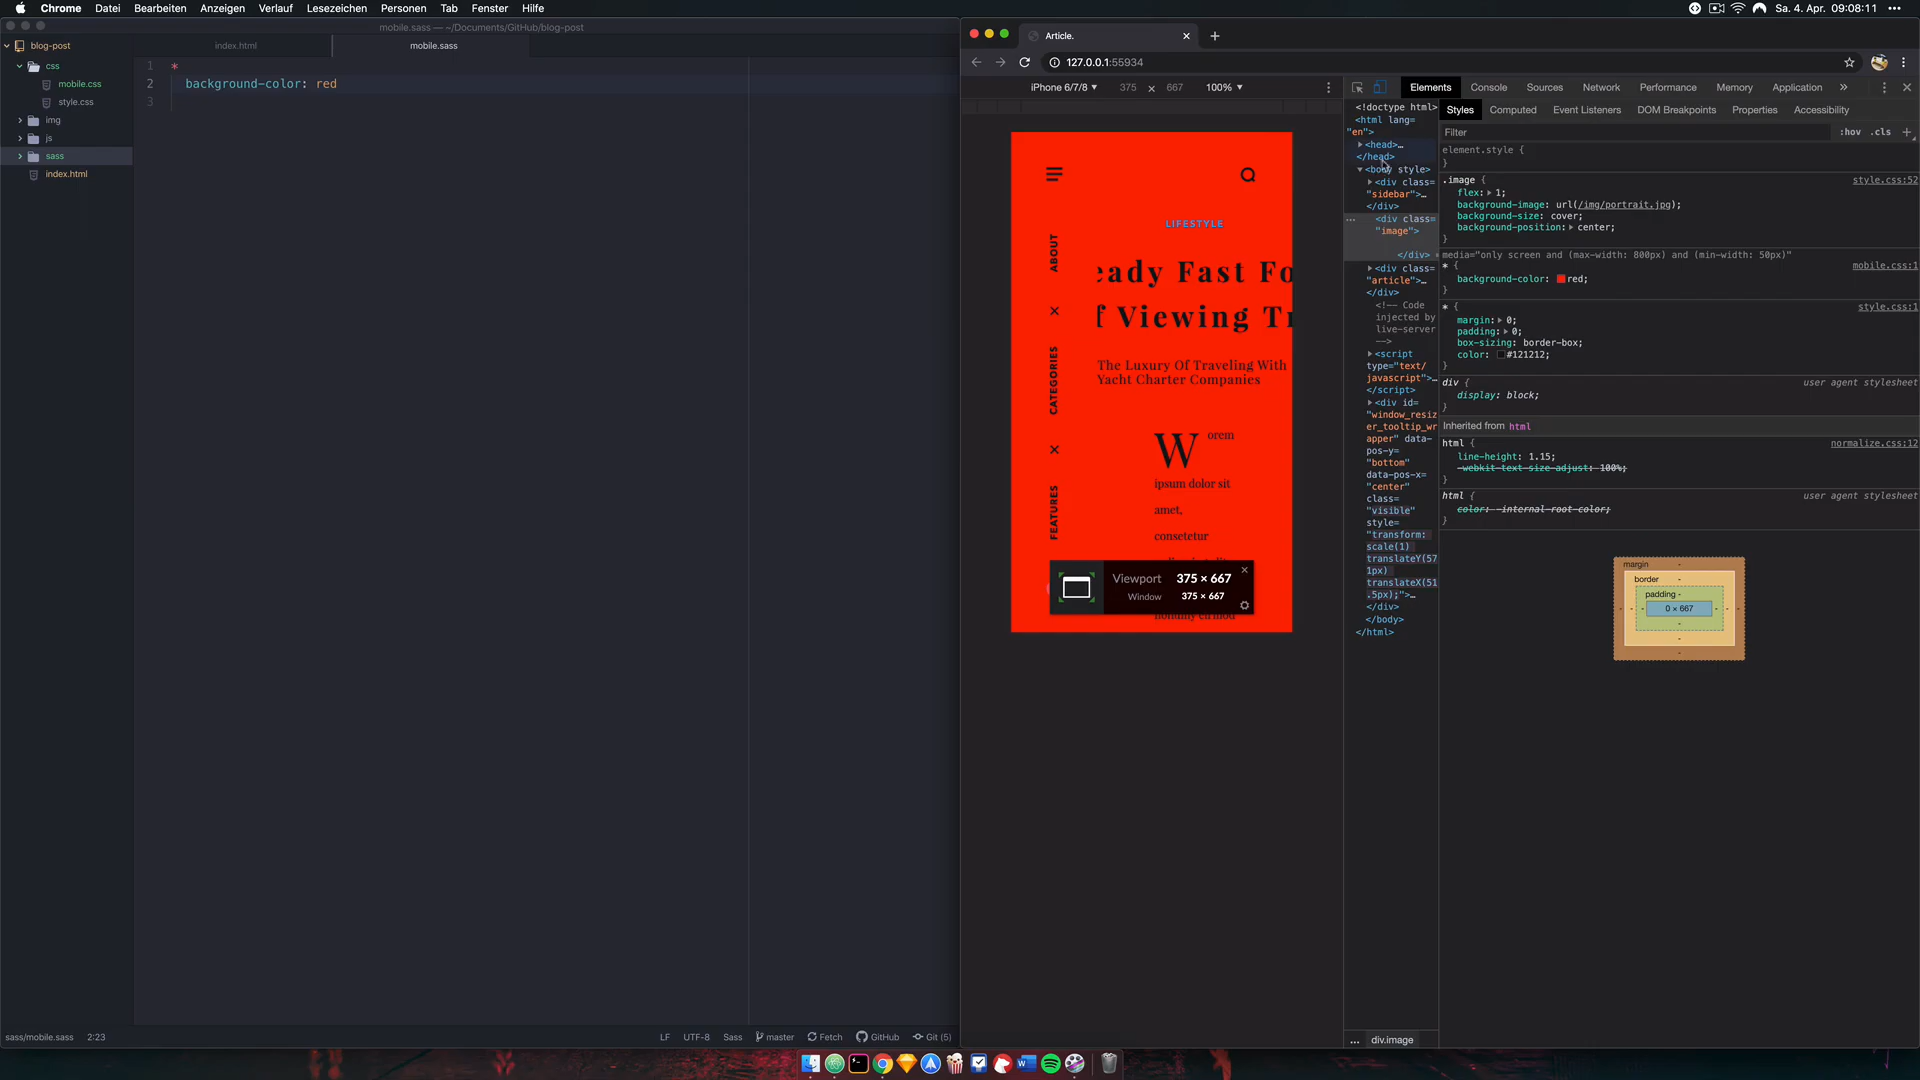 Chrome Datei Bearbeiten Anzeigen Verlauf Lesezeichen Personen Tab Fenster Hilfe
Sa. 4. Apr. 09:08:11
mobile.sass — ~/Documents/GitHub/blog-post
blog-post
css
mobile.css
style.css
img
js
sass
index.html
index.html
mobile.sass
1 *
2 background-color: red
3
sass/mobile.sass 2:23
LF UTF-8 Sass master Fetch GitHub Git (5)
Article.
127.0.0.1:55934
iPhone 6/7/8 375 × 667 100%
LIFESTYLE
eady Fast Fo
f Viewing Tr
The Luxury Of Traveling With
Yacht Charter Companies
ABOUT
×
CATEGORIES
×
FEATURES
W orem
ipsum dolor sit
amet,
consetetur
Viewport 375 × 667
Window 375 × 667
Elements Console Sources Network Performance Memory Application
<!doctype html>
<html lang=
"en">
<head>…
</head>
<body style>
<div class=
"sidebar">…
</div>
… <div class=
"image">
</div> =
<div class=
"article">…
</div>
<!-- Code
injected by
live-server
-->
<script
type="text/
javascript">…
</script>
<div id=
"window_resiz
er_tooltip_wr
apper" data-
pos-y=
"bottom"
data-pos-x=
"center"
class=
"visible"
style=
"transform:
scale(1)
translateY(57
1px)
translateX(51
.5px);">…
</div>
</body>
</html>
... div.image
Styles Computed Event Listeners DOM Breakpoints Properties Accessibility
Filter :hov .cls +
element.style {
}
.image { style.css:52
flex: 1;
background-image: url(/img/portrait.jpg);
background-size: cover;
background-position: center;
}
media="only screen and (max-width: 800px) and (min-width: 50px)"
* { mobile.css:1
background-color: red;
}
* { style.css:1
margin: 0;
padding: 0;
box-sizing: border-box;
color: #121212;
}
div { user agent stylesheet
display: block;
}
Inherited from html
html { normalize.css:12
line-height: 1.15;
-webkit-text-size-adjust: 100%;
}
html { user agent stylesheet
color: -internal-root-color;
}
margin -
border -
padding -
0 × 667